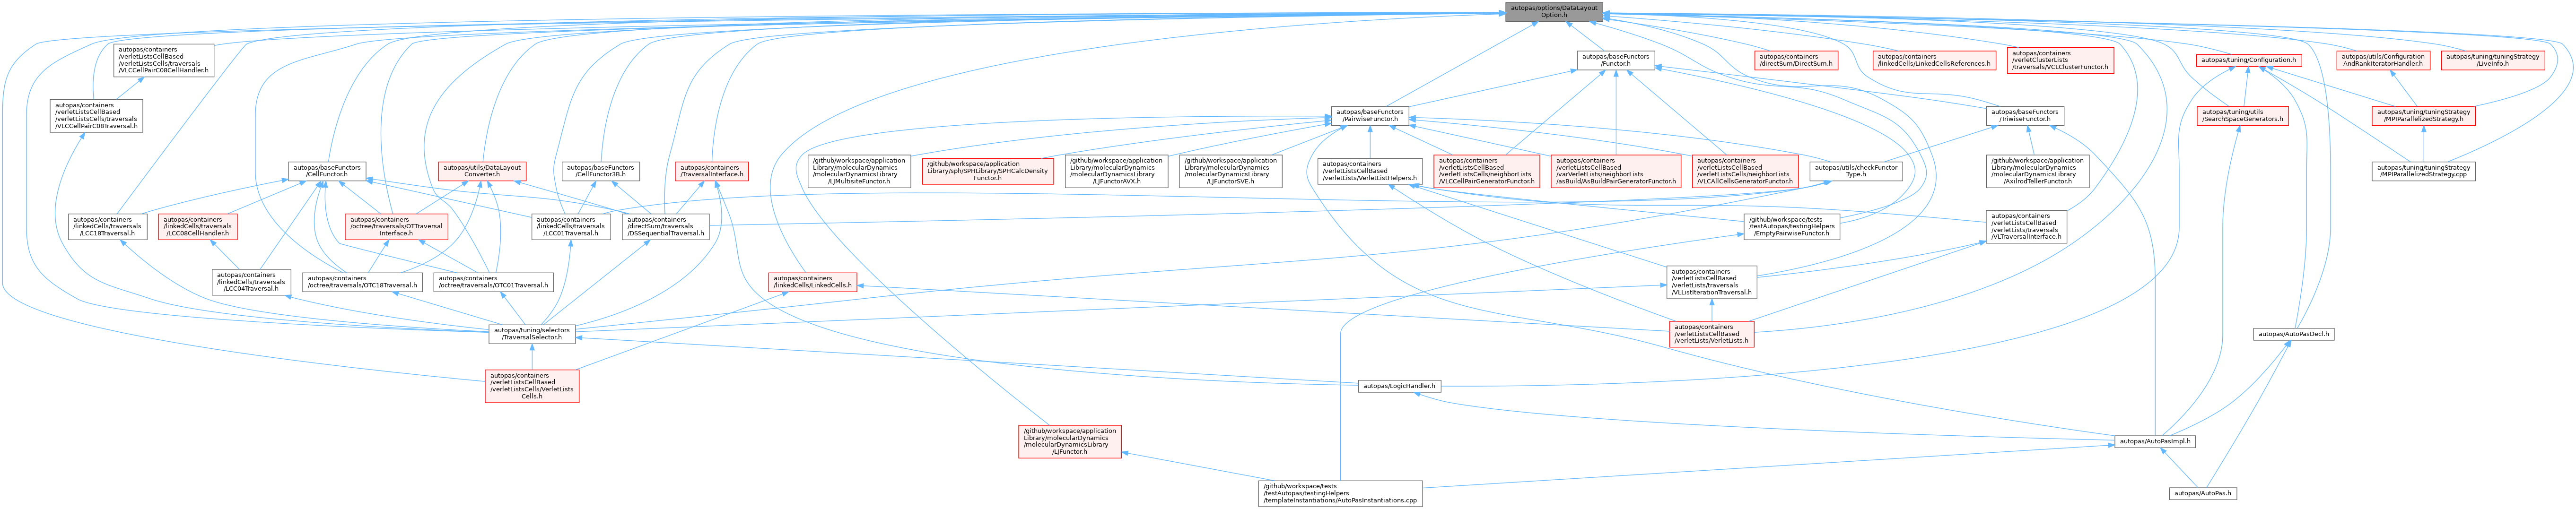 autopas/options/DataLayout
Option.h
autopas/containers
/verletListsCellBased
/verletListsCells/traversals
/VLCCellPairC08CellHandler.h
autopas/baseFunctors
/Functor.h
autopas/containers
/directSum/DirectSum.h
autopas/containers
/linkedCells/LinkedCellsReferences.h
autopas/containers
/verletClusterLists
/traversals/VCLClusterFunctor.h
autopas/tuning/Configuration.h
autopas/utils/Configuration
AndRankIteratorHandler.h
autopas/tuning/tuningStrategy
/LiveInfo.h
autopas/containers
/verletListsCellBased
/verletListsCells/traversals
/VLCCellPairC08Traversal.h
autopas/baseFunctors
/PairwiseFunctor.h
autopas/baseFunctors
/TriwiseFunctor.h
autopas/tuning/utils
/SearchSpaceGenerators.h
autopas/tuning/tuningStrategy
/MPIParallelizedStrategy.h
autopas/baseFunctors
/CellFunctor.h
autopas/utils/DataLayout
Converter.h
autopas/baseFunctors
/CellFunctor3B.h
autopas/containers
/TraversalInterface.h
/github/workspace/application
Library/molecularDynamics
/molecularDynamicsLibrary
/LJMultisiteFunctor.h
/github/workspace/application
Library/sph/SPHLibrary/SPHCalcDensity
Functor.h
/github/workspace/application
Library/molecularDynamics
/molecularDynamicsLibrary
/LJFunctorAVX.h
/github/workspace/application
Library/molecularDynamics
/molecularDynamicsLibrary
/LJFunctorSVE.h
autopas/containers
/verletListsCellBased
/verletLists/VerletListHelpers.h
autopas/containers
/verletListsCellBased
/verletListsCells/neighborLists
/VLCCellPairGeneratorFunctor.h
autopas/containers
/verletListsCellBased
/varVerletLists/neighborLists
/asBuild/AsBuildPairGeneratorFunctor.h
autopas/containers
/verletListsCellBased
/verletListsCells/neighborLists
/VLCAllCellsGeneratorFunctor.h
autopas/utils/checkFunctor
Type.h
/github/workspace/application
Library/molecularDynamics
/molecularDynamicsLibrary
/AxilrodTellerFunctor.h
autopas/tuning/tuningStrategy
/MPIParallelizedStrategy.cpp
autopas/containers
/linkedCells/traversals
/LCC18Traversal.h
autopas/containers
/linkedCells/traversals
/LCC08CellHandler.h
autopas/containers
/octree/traversals/OTTraversal
Interface.h
autopas/containers
/linkedCells/traversals
/LCC01Traversal.h
autopas/containers
/directSum/traversals
/DSSequentialTraversal.h
/github/workspace/tests
/testAutopas/testingHelpers
/EmptyPairwiseFunctor.h
autopas/containers
/verletListsCellBased
/verletLists/traversals
/VLTraversalInterface.h
autopas/containers
/linkedCells/traversals
/LCC04Traversal.h
autopas/containers
/octree/traversals/OTC18Traversal.h
autopas/containers
/octree/traversals/OTC01Traversal.h
autopas/containers
/linkedCells/LinkedCells.h
autopas/containers
/verletListsCellBased
/verletLists/traversals
/VLListIterationTraversal.h
autopas/tuning/selectors
/TraversalSelector.h
autopas/containers
/verletListsCellBased
/verletLists/VerletLists.h
autopas/AutoPasDecl.h
autopas/containers
/verletListsCellBased
/verletListsCells/VerletLists
Cells.h
autopas/LogicHandler.h
/github/workspace/application
Library/molecularDynamics
/molecularDynamicsLibrary
/LJFunctor.h
autopas/AutoPasImpl.h
/github/workspace/tests
/testAutopas/testingHelpers
/templateInstantiations/AutoPasInstantiations.cpp
autopas/AutoPas.h